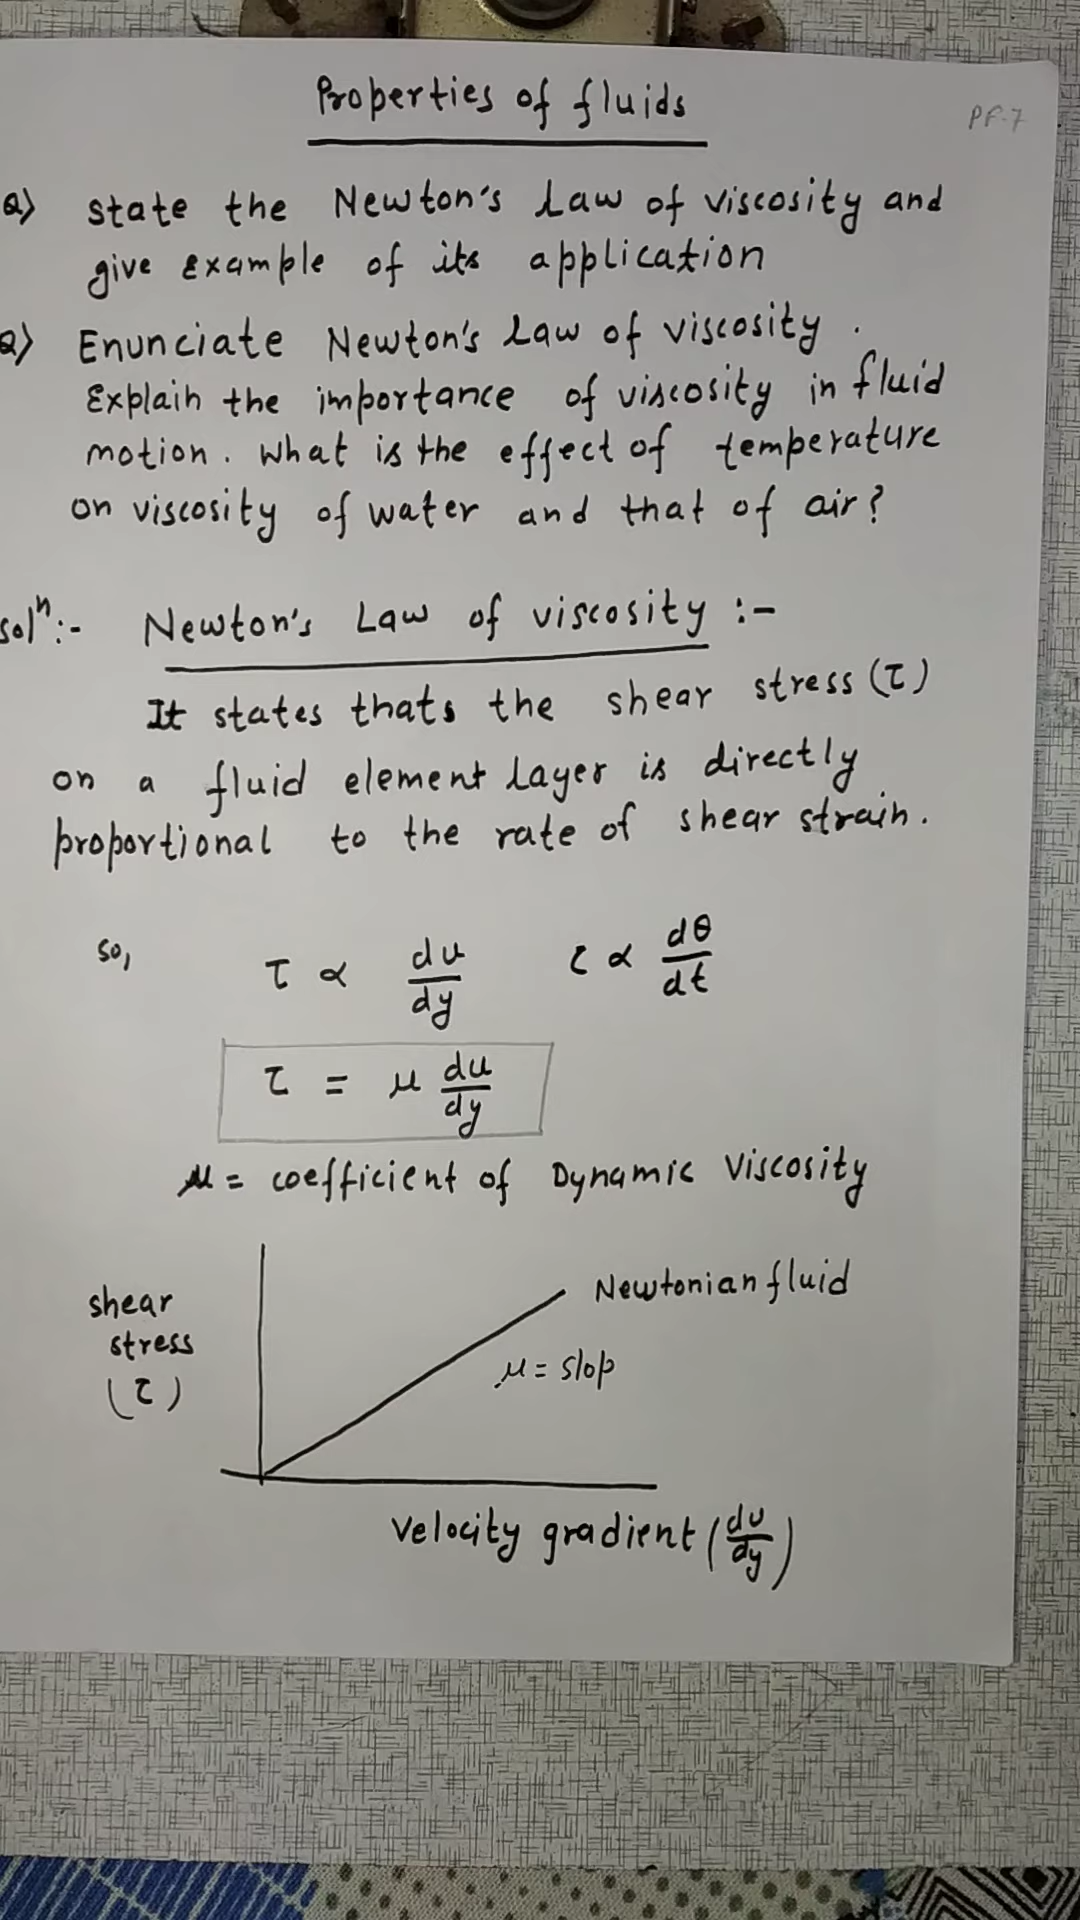 Properties of fluids
PF-7
Q) state the Newton's Law of viscosity and
give example of its application
Q) Enunciate Newton's Law of viscosity.
Explain the importance of viscosity in fluid
motion. what is the effect of temperature
on viscosity of water and that of air?
solⁿ:- Newton's Law of viscosity :-
It states thats the shear stress (τ)
on a fluid element layer is directly
proportional to the rate of shear strain.
so, τ ∝ du/dy τ ∝ dθ/dt
τ = μ du/dy
μ = coefficient of Dynamic Viscosity
Newtonian fluid
shear
stress
(τ)
μ = slop
velocity gradient (du/dy)